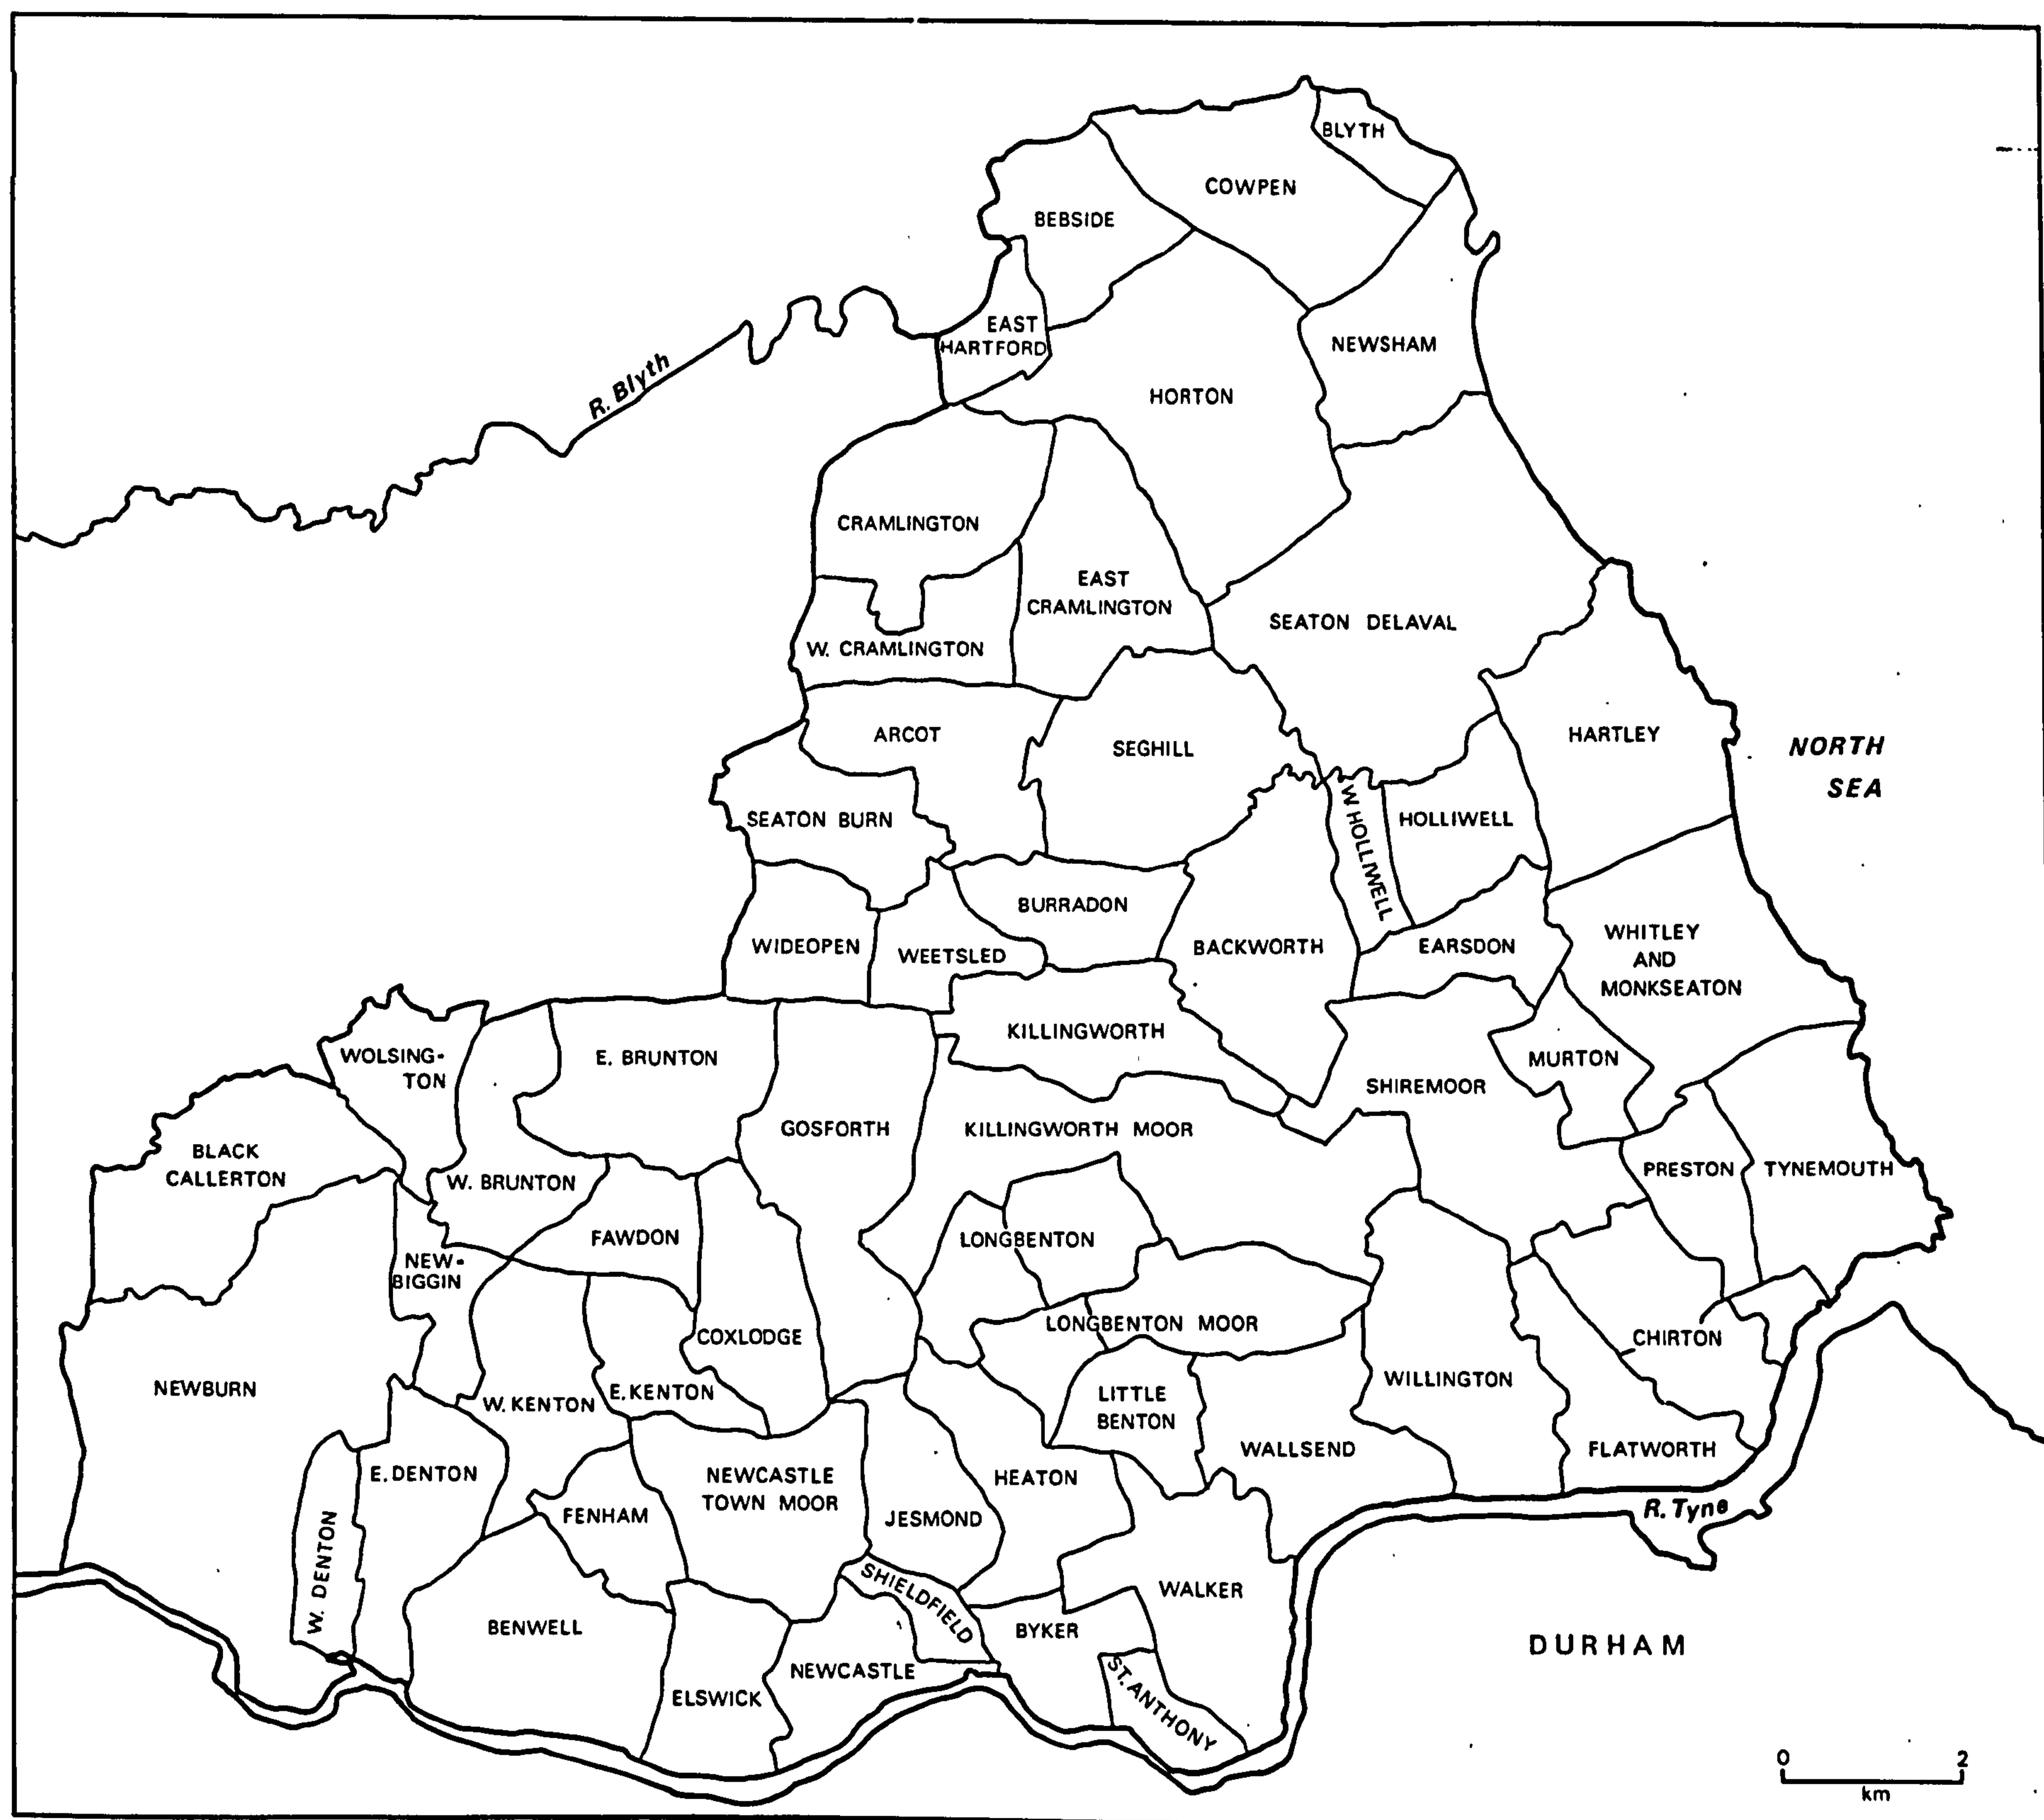 BLYTH
COWPEN
BEBSIDE
EAST
HARTFORD
NEWSHAM
R. Blyth
HORTON
CRAMLINGTON
EAST
CRAMLINGTON
SEATON DELAVAL
W. CRAMLINGTON
ARCOT
SEGHILL
HARTLEY
NORTH
SEA
SEATON BURN
W HOLLIWELL
HOLLIWELL
BURRADON
WIDEOPEN
WEETSLED
BACKWORTH
EARSDON
WHITLEY
AND
MONKSEATON
KILLINGWORTH
WOLSING-
TON
E. BRUNTON
MURTON
SHIREMOOR
GOSFORTH
KILLINGWORTH MOOR
BLACK
CALLERTON
W. BRUNTON
PRESTON
TYNEMOUTH
FAWDON
LONGBENTON
NEW-
BIGGIN
COXLODGE
LONGBENTON MOOR
CHIRTON
NEWBURN
W. KENTON
E. KENTON
LITTLE
BENTON
WILLINGTON
WALLSEND
FLATWORTH
E. DENTON
NEWCASTLE
TOWN MOOR
HEATON
FENHAM
JESMOND
R. Tyne
W. DENTON
SHIELDFIELD
WALKER
BENWELL
BYKER
DURHAM
NEWCASTLE
ELSWICK
ST. ANTHONY
0 2
km